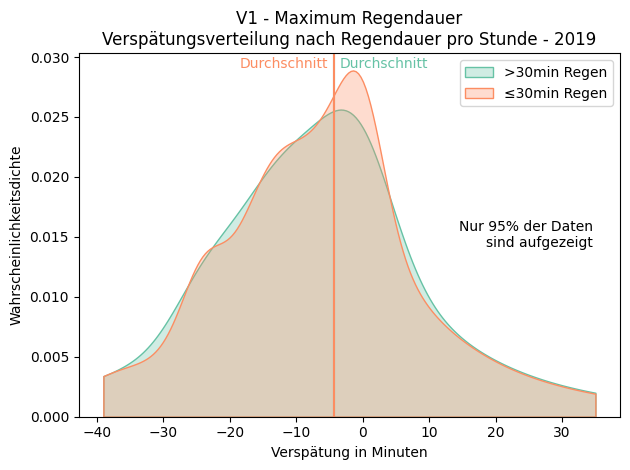 V1 - Maximum Regendauer
Verspätungsverteilung nach Regendauer pro Stunde - 2019
Durchschnitt Durchschnitt
>30min Regen
≤30min Regen
Nur 95% der Daten
sind aufgezeigt
Wahrscheinlichkeitsdichte
0.030
0.025
0.020
0.015
0.010
0.005
0.000
−40 −30 −20 −10 0 10 20 30
Verspätung in Minuten